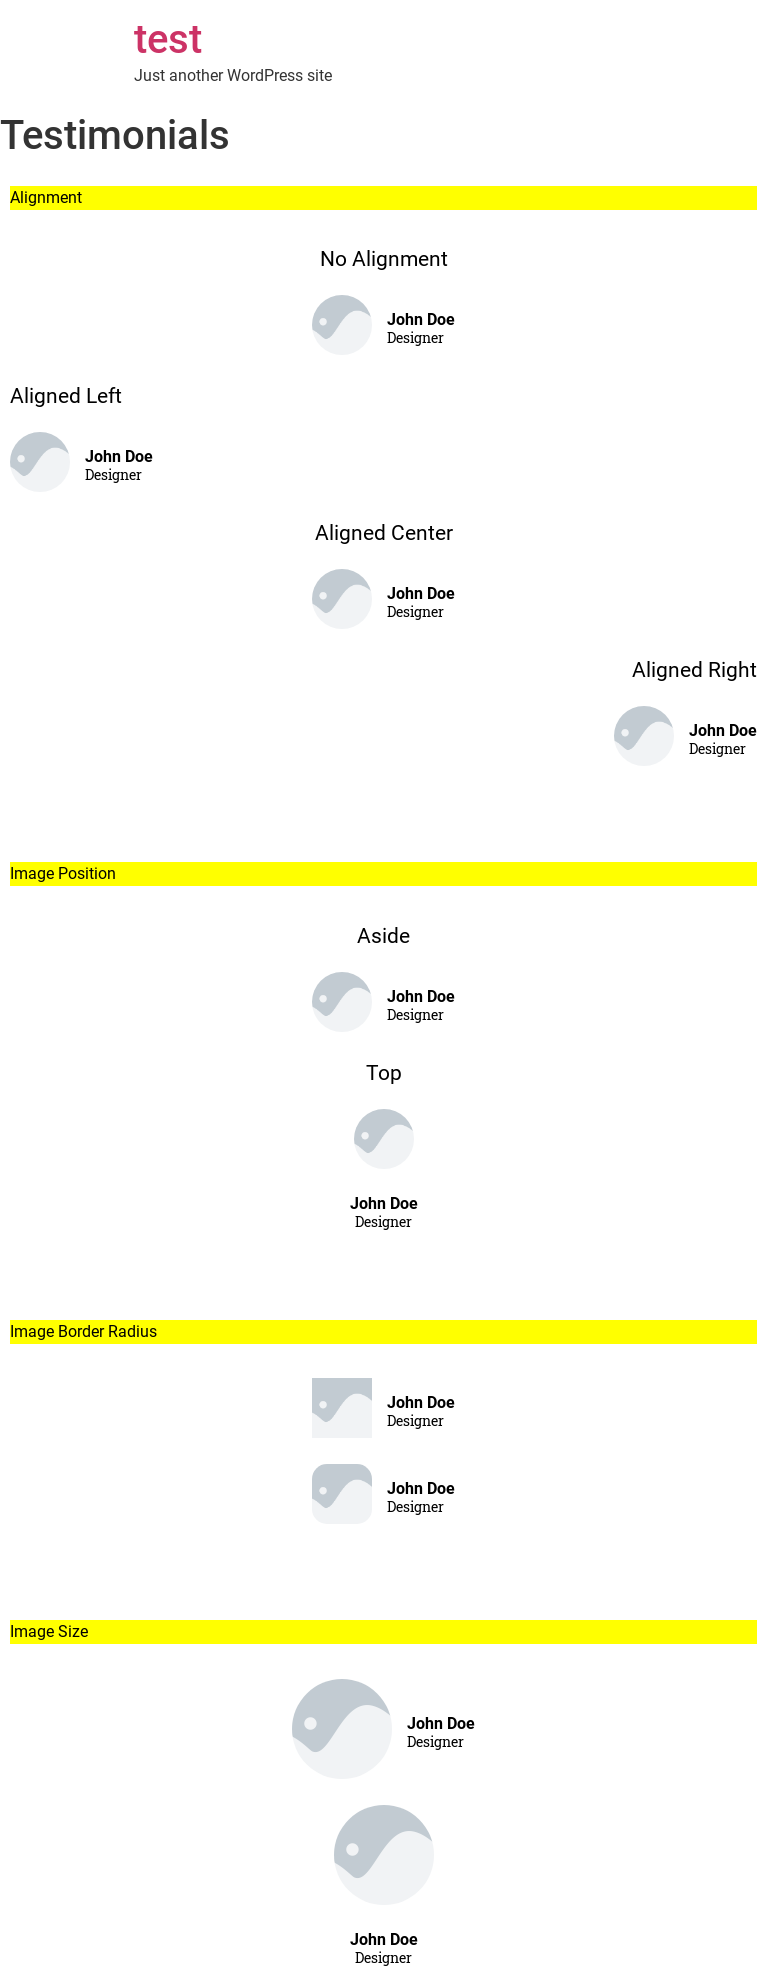 test
Just another WordPress site
Testimonials
Alignment
No Alignment
John Doe
Designer
Aligned Left
John Doe
Designer
Aligned Center
John Doe
Designer
Aligned Right
John Doe
Designer
Image Position
Aside
John Doe
Designer
Top
John Doe
Designer
Image Border Radius
John Doe
Designer
John Doe
Designer
Image Size
John Doe
Designer
John Doe
Designer